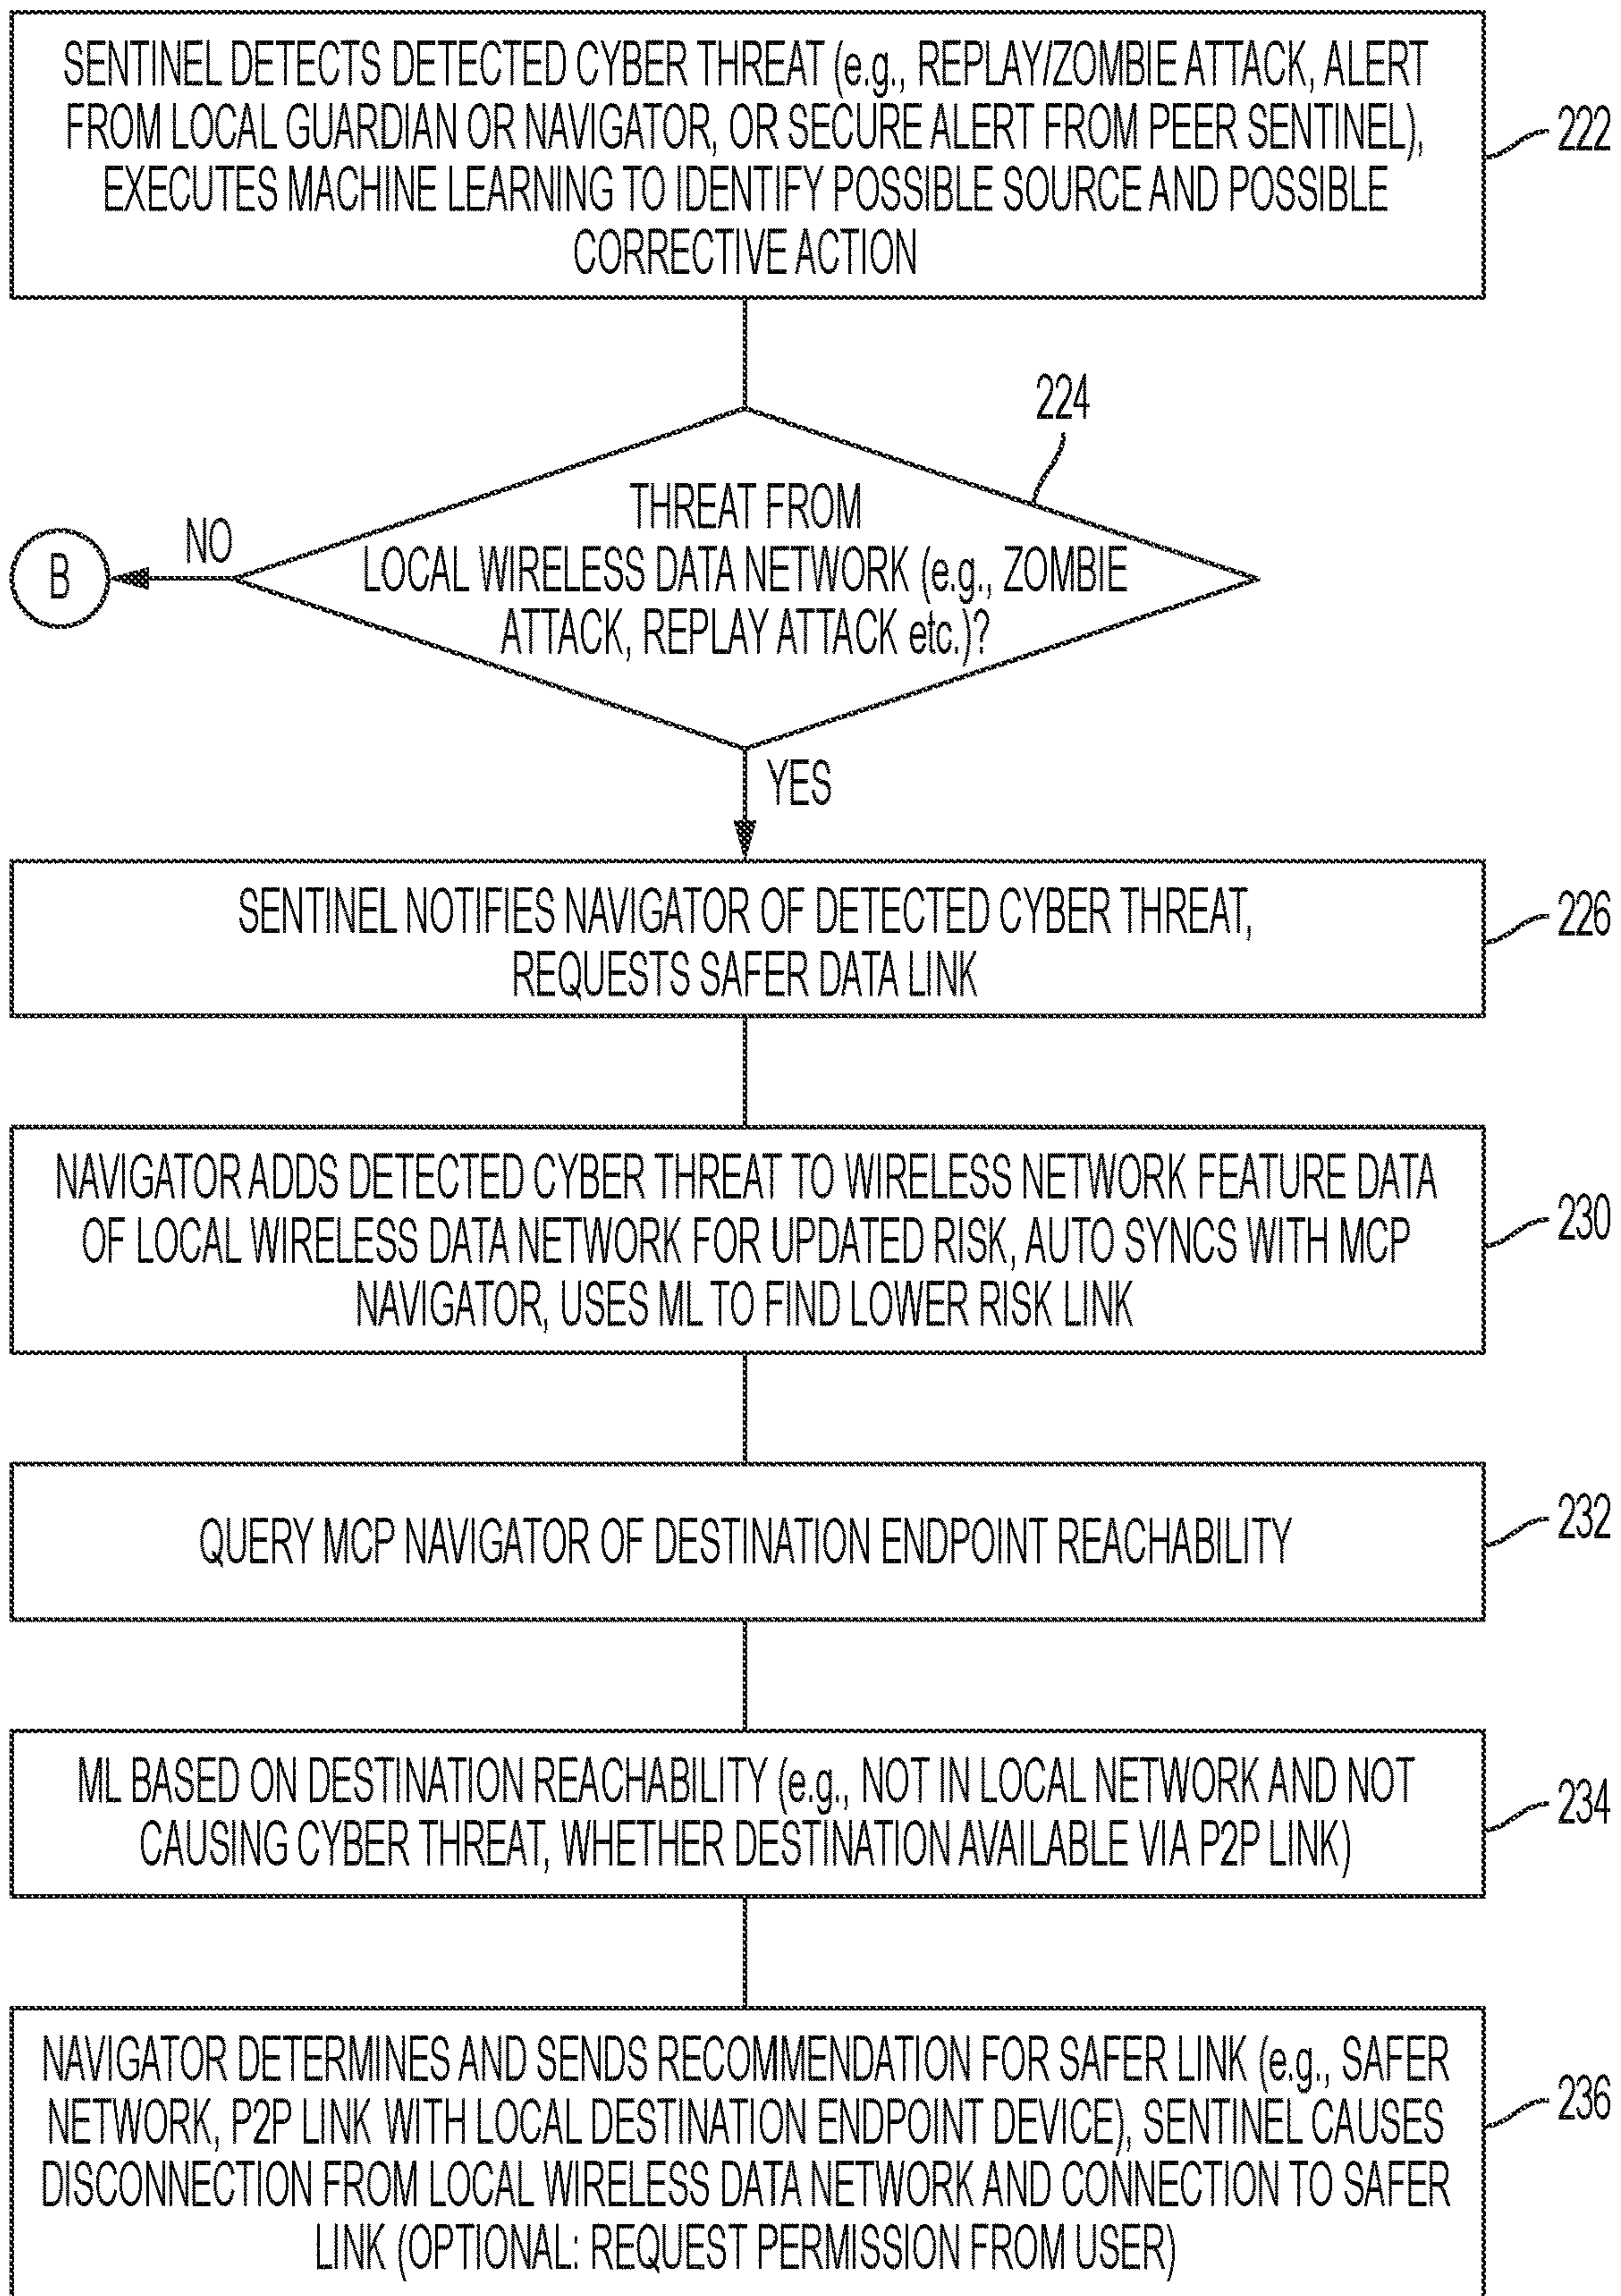 SENTINEL DETECTS DETECTED CYBER THREAT (e.g., REPLAY/ZOMBIE ATTACK, ALERT
FROM LOCAL GUARDIAN OR NAVIGATOR, OR SECURE ALERT FROM PEER SENTINEL),
EXECUTES MACHINE LEARNING TO IDENTIFY POSSIBLE SOURCE AND POSSIBLE
CORRECTIVE ACTION
222
224
THREAT FROM
LOCAL WIRELESS DATA NETWORK (e.g., ZOMBIE
ATTACK, REPLAY ATTACK etc.)?
NO
B
YES
SENTINEL NOTIFIES NAVIGATOR OF DETECTED CYBER THREAT,
REQUESTS SAFER DATA LINK
226
NAVIGATOR ADDS DETECTED CYBER THREAT TO WIRELESS NETWORK FEATURE DATA
OF LOCAL WIRELESS DATA NETWORK FOR UPDATED RISK, AUTO SYNCS WITH MCP
NAVIGATOR, USES ML TO FIND LOWER RISK LINK
230
QUERY MCP NAVIGATOR OF DESTINATION ENDPOINT REACHABILITY
232
ML BASED ON DESTINATION REACHABILITY (e.g., NOT IN LOCAL NETWORK AND NOT
CAUSING CYBER THREAT, WHETHER DESTINATION AVAILABLE VIA P2P LINK)
234
NAVIGATOR DETERMINES AND SENDS RECOMMENDATION FOR SAFER LINK (e.g., SAFER
NETWORK, P2P LINK WITH LOCAL DESTINATION ENDPOINT DEVICE), SENTINEL CAUSES
DISCONNECTION FROM LOCAL WIRELESS DATA NETWORK AND CONNECTION TO SAFER
LINK (OPTIONAL: REQUEST PERMISSION FROM USER)
236